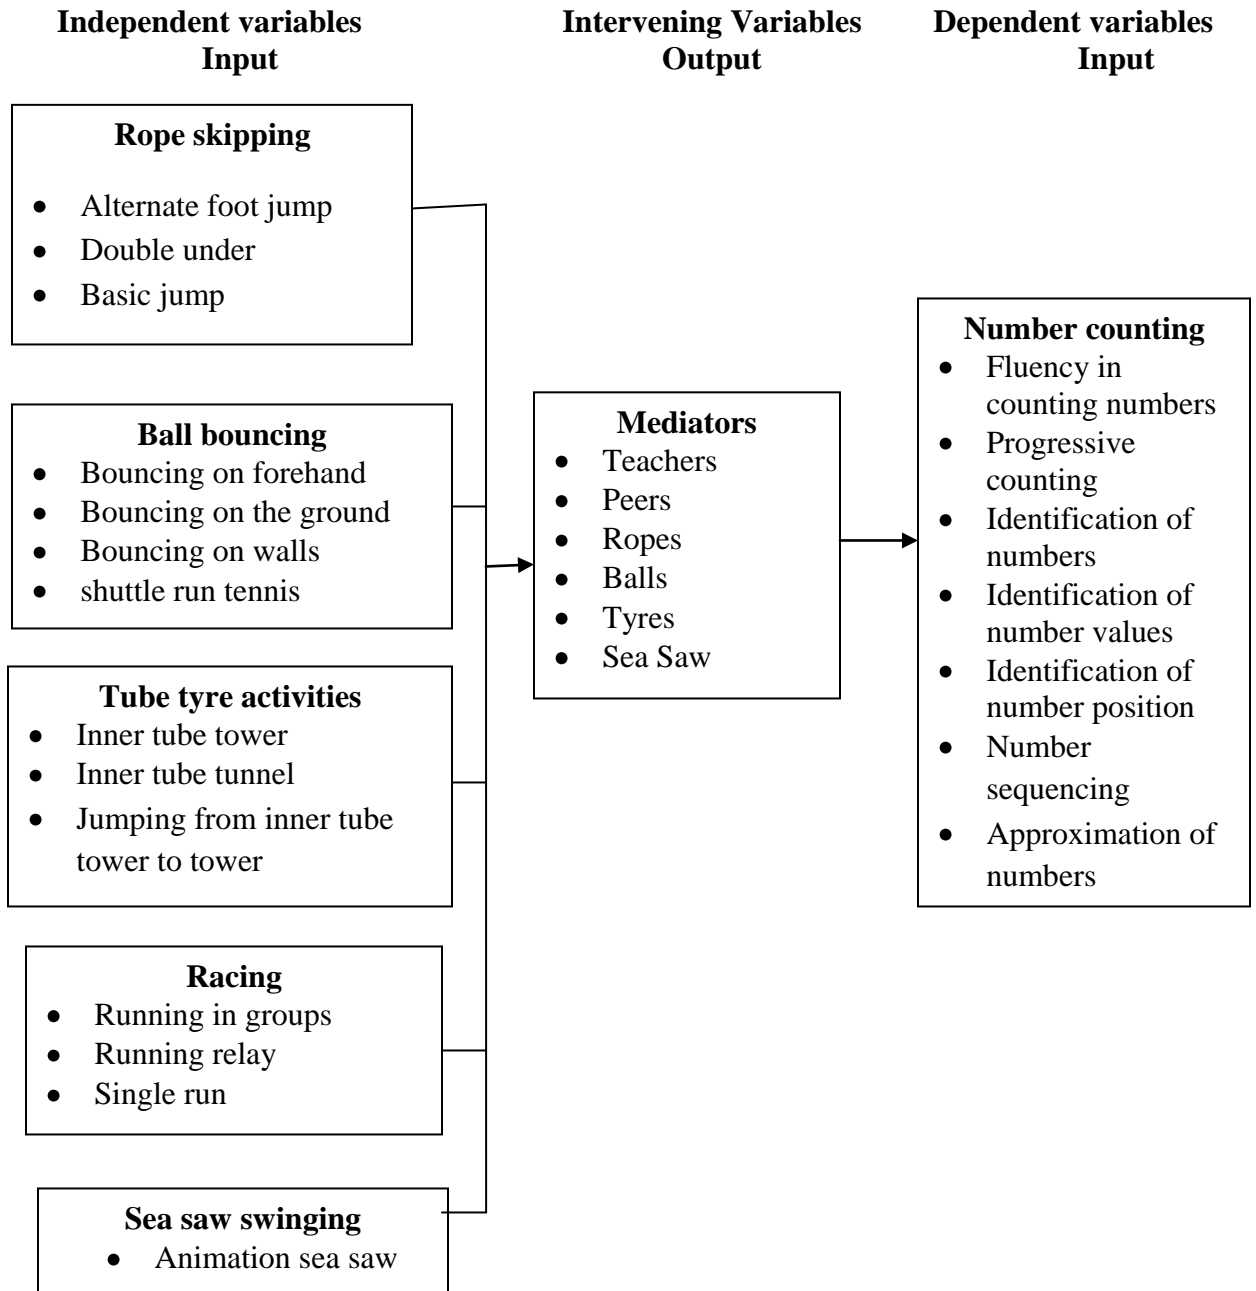 Independent variables
Input
Intervening Variables
Output
Dependent variables
Input
Rope skipping
• Alternate foot jump
• Double under
• Basic jump
Ball bouncing
• Bouncing on forehand
• Bouncing on the ground
• Bouncing on walls
• shuttle run tennis
Tube tyre activities
• Inner tube tower
• Inner tube tunnel
• Jumping from inner tube
tower to tower
Racing
• Running in groups
• Running relay
• Single run
Sea saw swinging
• Animation sea saw
Mediators
• Teachers
• Peers
• Ropes
• Balls
• Tyres
• Sea Saw
Number counting
• Fluency in
counting numbers
• Progressive
counting
• Identification of
numbers
• Identification of
number values
• Identification of
number position
• Number
sequencing
• Approximation of
numbers